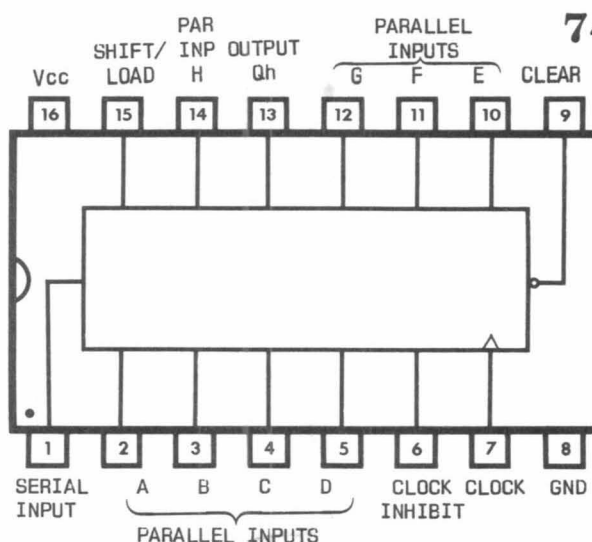 74
PAR
PARALLEL
SHIFT/ INP OUTPUT INPUTS
Vcc LOAD H Qh G F E CLEAR
16 15 14 13 12 11 10 9
1 2 3 4 5 6 7 8
SERIAL A B C D CLOCK CLOCK GND
INPUT INHIBIT
PARALLEL INPUTS